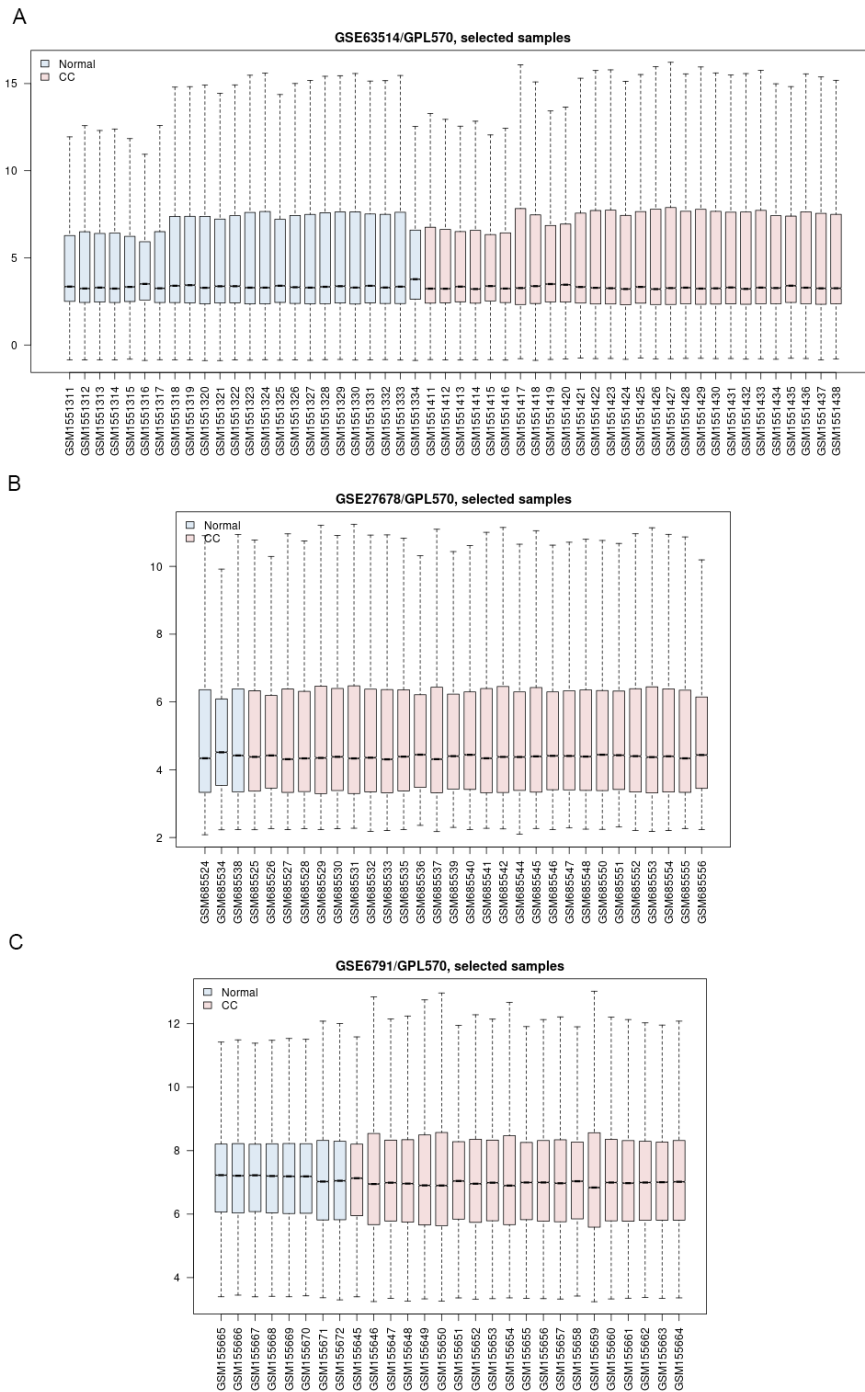 A
GSE63514/GPL570, selected samples
Normal
CC
15
10
5
0
GSM1551311
GSM1551312
GSM1551313
GSM1551314
GSM1551315
GSM1551316
GSM1551317
GSM1551318
GSM1551319
GSM1551320
GSM1551321
GSM1551322
GSM1551323
GSM1551324
GSM1551325
GSM1551326
GSM1551327
GSM1551328
GSM1551329
GSM1551330
GSM1551331
GSM1551332
GSM1551333
GSM1551334
GSM1551411
GSM1551412
GSM1551413
GSM1551414
GSM1551415
GSM1551416
GSM1551417
GSM1551418
GSM1551419
GSM1551420
GSM1551421
GSM1551422
GSM1551423
GSM1551424
GSM1551425
GSM1551426
GSM1551427
GSM1551428
GSM1551429
GSM1551430
GSM1551431
GSM1551432
GSM1551433
GSM1551434
GSM1551435
GSM1551436
GSM1551437
GSM1551438
B
GSE27678/GPL570, selected samples
Normal
CC
10
8
6
4
2
GSM685524
GSM685534
GSM685538
GSM685525
GSM685526
GSM685527
GSM685528
GSM685529
GSM685530
GSM685531
GSM685532
GSM685533
GSM685535
GSM685536
GSM685537
GSM685539
GSM685540
GSM685541
GSM685542
GSM685544
GSM685545
GSM685546
GSM685547
GSM685548
GSM685550
GSM685551
GSM685552
GSM685553
GSM685554
GSM685555
GSM685556
C
GSE6791/GPL570, selected samples
Normal
CC
12
10
8
6
4
GSM155665
GSM155666
GSM155667
GSM155668
GSM155669
GSM155670
GSM155671
GSM155672
GSM155645
GSM155646
GSM155647
GSM155648
GSM155649
GSM155650
GSM155651
GSM155652
GSM155653
GSM155654
GSM155655
GSM155656
GSM155657
GSM155658
GSM155659
GSM155660
GSM155661
GSM155662
GSM155663
GSM155664